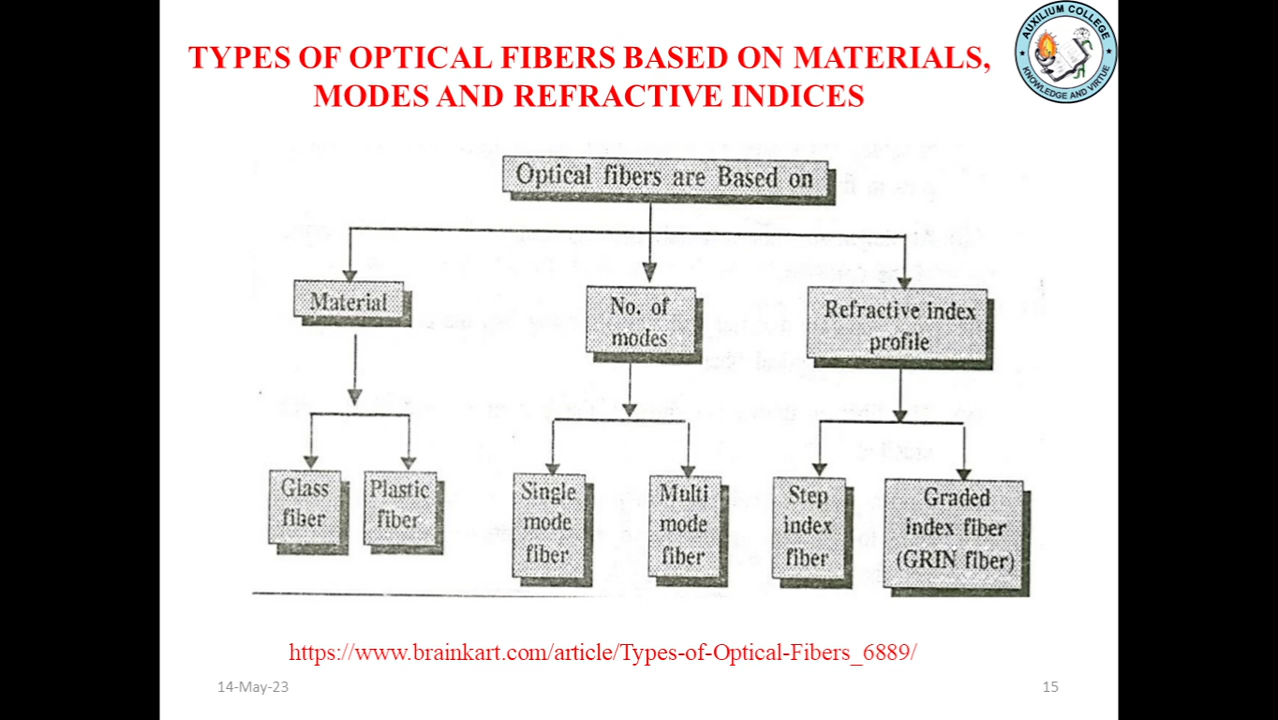 TYPES OF OPTICAL FIBERS BASED ON MATERIALS,
MODES AND REFRACTIVE INDICES
AUXILIUM COLLEGE
KNOWLEDGE AND VIRTUE
Optical fibers are Based on
Material
No. of
modes
Refractive index
profile
Glass
fiber
Plastic
fiber
Single
mode
fiber
Multi
mode
fiber
Step
index
fiber
Graded
index fiber
(GRIN fiber)
https://www.brainkart.com/article/Types-of-Optical-Fibers_6889/
14-May-23
15